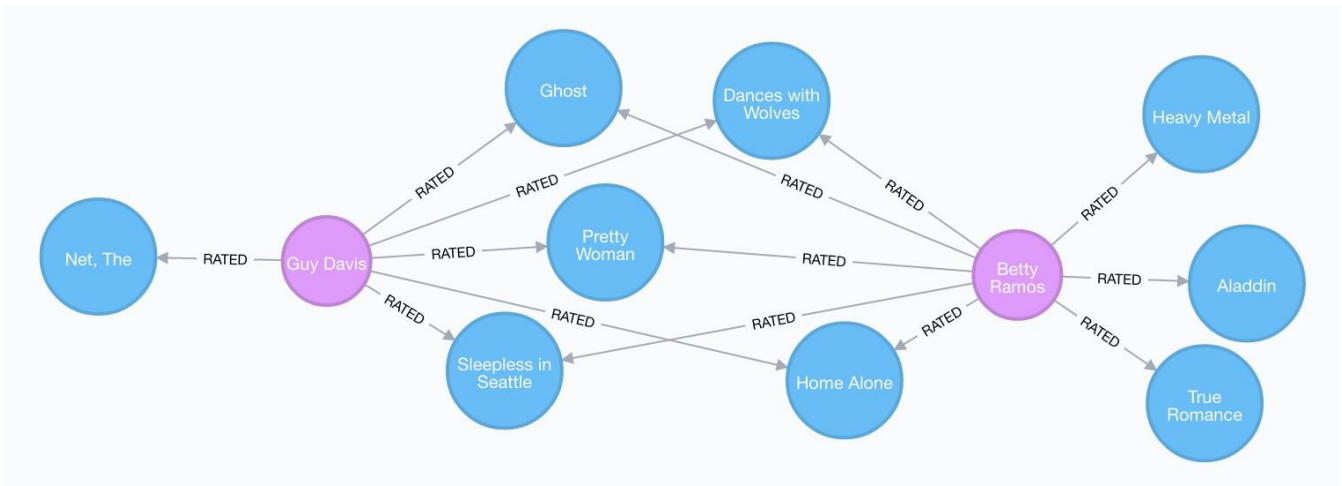 Ghost
Dances with
Wolves
Heavy Metal
RATED
RATED
RATED
RATED
RATED
Net, The
RATED
Guy Davis
RATED
Pretty
Woman
RATED
Betty
Ramos
RATED
Aladdin
RATED
RATED
RATED
RATED
RATED
Sleepless in
Seattle
Home Alone
True
Romance